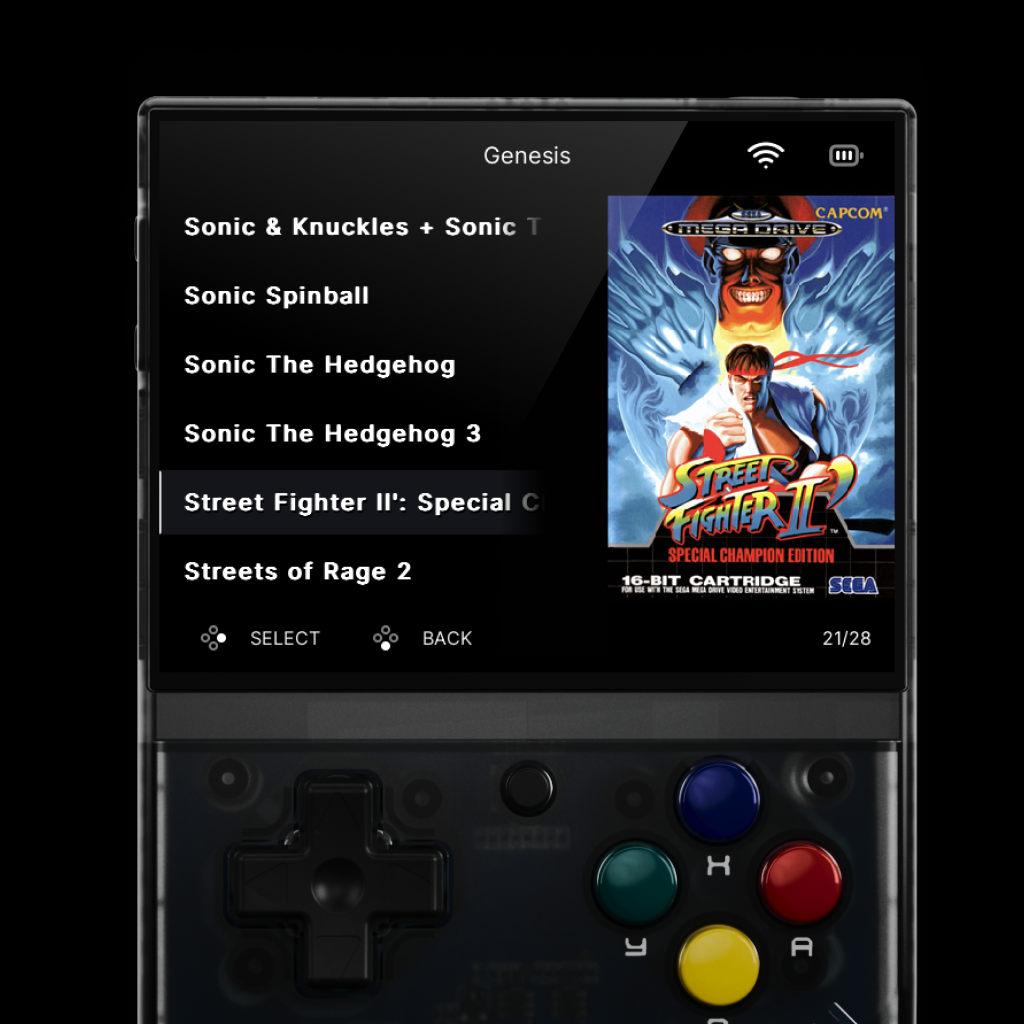 Genesis
Sonic & Knuckles + Sonic T
Sonic Spinball
Sonic The Hedgehog
Sonic The Hedgehog 3
Street Fighter II': Special C
Streets of Rage 2
SELECT
BACK
21/28
CAPCOM®
SEGA
MEGA DRIVE
STREET
FIGHTER II
™
SPECIAL CHAMPION EDITION
16-BIT CARTRIDGE
FOR USE WITH THE SEGA MEGA DRIVE VIDEO ENTERTAINMENT SYSTEM
SEGA
X
Y
A